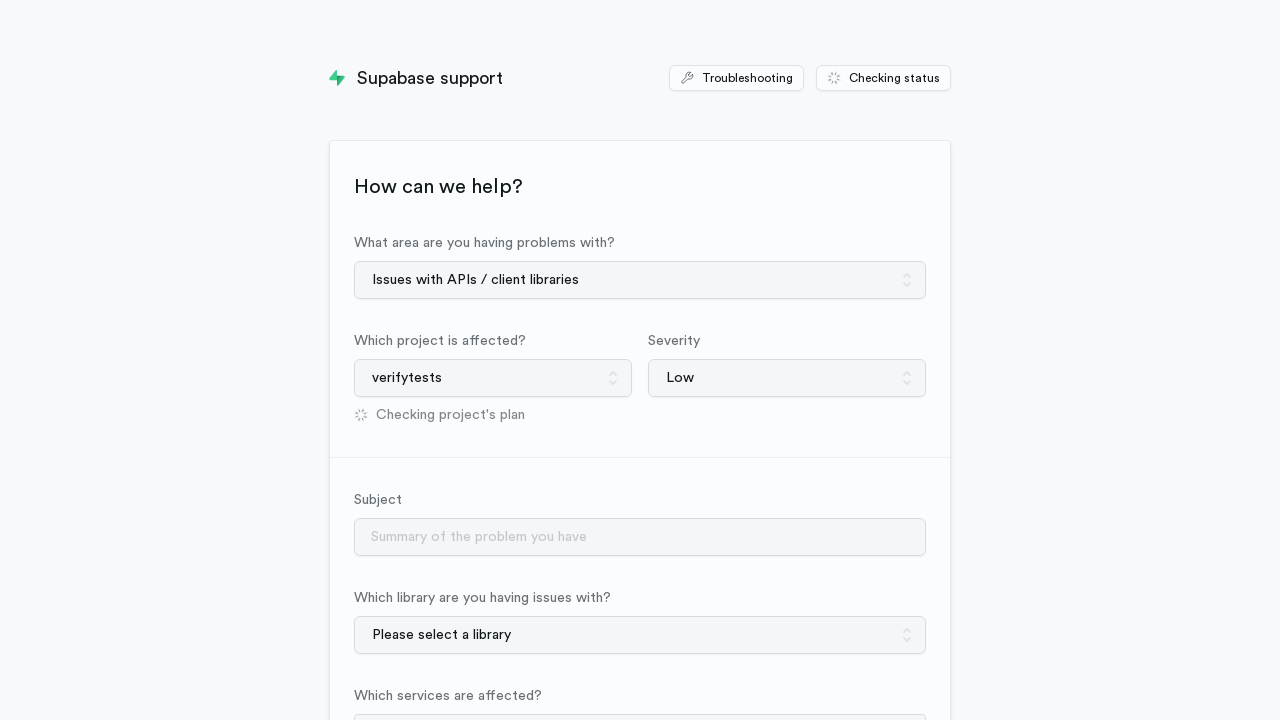 Supabase support
Troubleshooting
Checking status
How can we help?
What area are you having problems with?
Issues with APIs / client libraries
Which project is affected?
Severity
verifytests
Low
Checking project's plan
Subject
Summary of the problem you have
Which library are you having issues with?
Please select a library
Which services are affected?